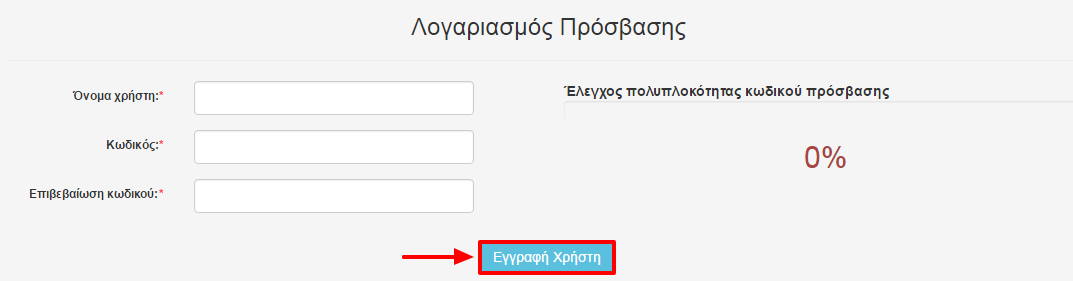 Λογαριασμός Πρόσβασης
Όνομα χρήστη:*
Έλεγχος πολυπλοκότητας κωδικού πρόσβασης
Κωδικός:*
0%
Επιβεβαίωση κωδικού:*
Εγγραφή Χρήστη